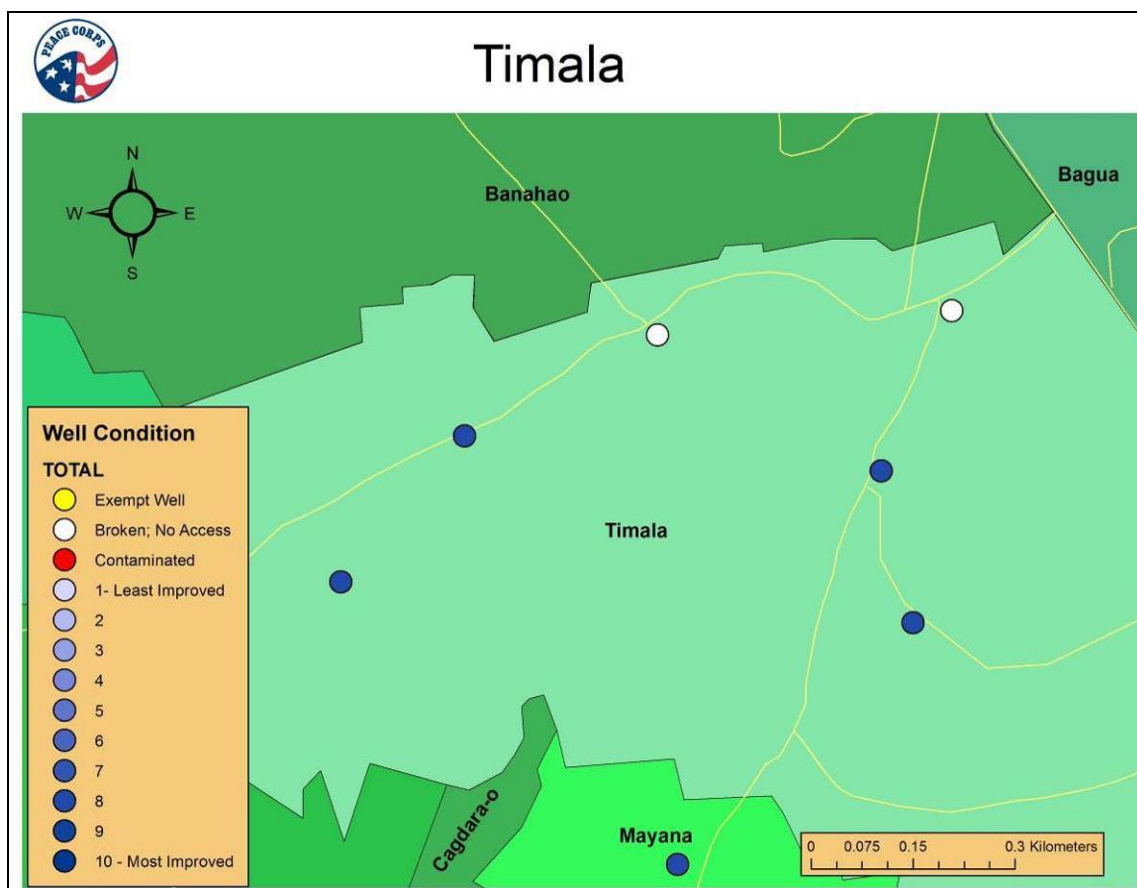 PEACE CORPS
Timala
N
W
E
S
Banahao
Bagua
Timala
Cagdara-o
Mayana
Well Condition
TOTAL
Exempt Well
Broken; No Access
Contaminated
1- Least Improved
2
3
4
5
6
7
8
9
10 - Most Improved
0 0.075 0.15 0.3 Kilometers